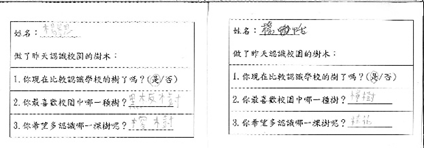 姓名：
做了昨天認識校園的樹木：
1.你現在比較認識學校的樹了嗎？(是/否)
2.你最喜歡校園中哪一種樹？
3.你希望多認識哪一棵樹呢？
姓名：楊
做了昨天認識校園的樹木：
1.你現在比較認識學校的樹了嗎？(是/否)
2.你最喜歡校園中哪一種樹？樟樹
3.你希望多認識哪一棵樹呢？